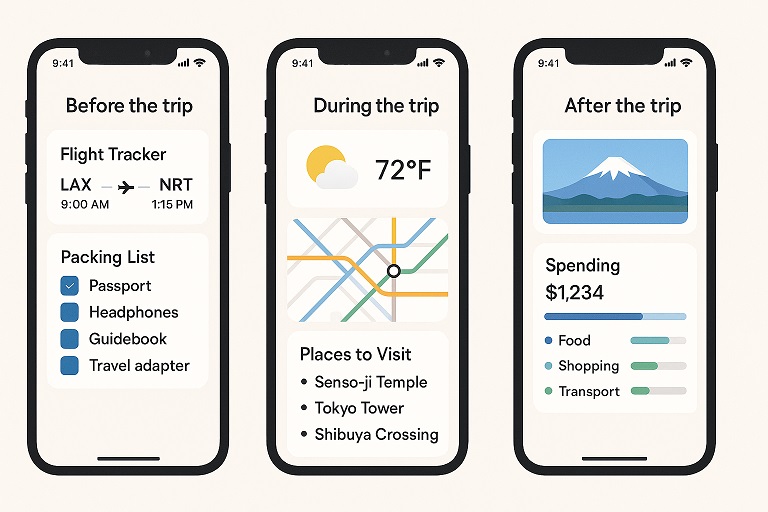 9:41
Before the trip
Flight Tracker
LAX NRT
9:00 AM 1:15 PM
Packing List
Passport
Headphones
Guidebook
Travel adapter
9:41
During the trip
72°F
Places to Visit
• Senso-ji Temple
• Tokyo Tower
• Shibuya Crossing
9:41
After the trip
Spending
$1,234
Food
Shopping
Transport